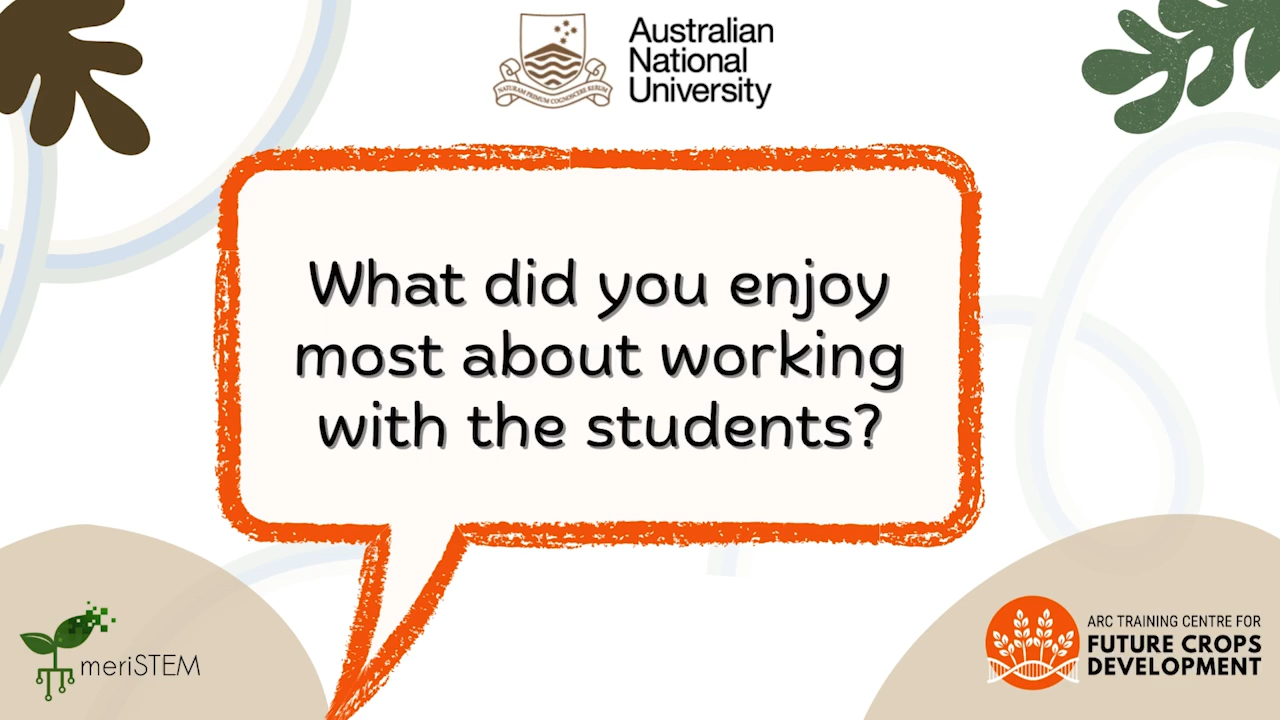 Australian
National
University
NATURAM PRIMUM COGNOSCERE RERUM
What did you enjoy
most about working
with the students?
meriSTEM
ARC TRAINING CENTRE FOR
FUTURE CROPS
DEVELOPMENT